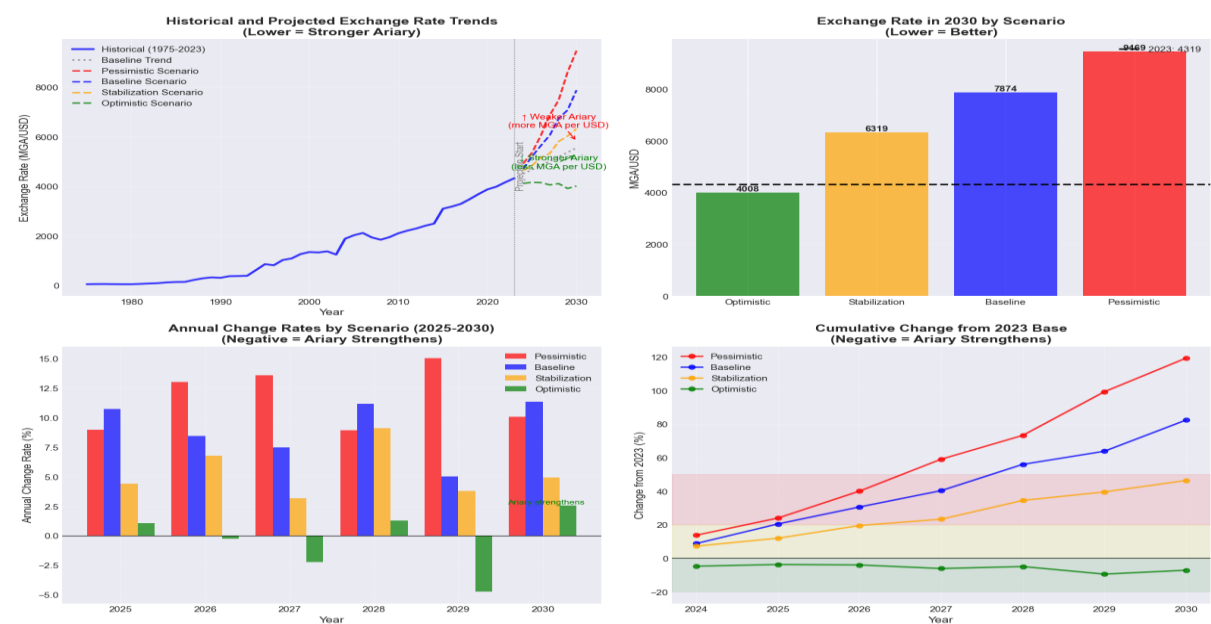 Historical and Projected Exchange Rate Trends
(Lower = Stronger Ariary)
Historical (1975-2023)
Baseline Trend
Pessimistic Scenario
Baseline Scenario
Stabilization Scenario
Optimistic Scenario
↑ Weaker Ariary
(more MGA per USD)
Stronger Ariary
MGA per USD)
Start
Exchange Rate (MGA/USD)
8000
6000
4000
2000
0
1980
1990
2000
2010
2020
2030
Year
Exchange Rate in 2030 by Scenario
(Lower = Better)
2023: 4319
9469
7874
6319
4008
MGA/USD
8000
6000
4000
2000
0
Optimistic
Stabilization
Baseline
Pessimistic
Annual Change Rates by Scenario (2025-2030)
(Negative = Ariary Strengthens)
Pessimistic
Baseline
Stabilization
Optimistic
Ariary strengthens
Annual Change Rate (%)
15.0
12.5
10.0
7.5
5.0
2.5
0.0
−2.5
−5.0
2025
2026
2027
2028
2029
2030
Year
Cumulative Change from 2023 Base
(Negative = Ariary Strengthens)
Pessimistic
Baseline
Stabilization
Optimistic
Change from 2023 (%)
120
100
80
60
40
20
0
−20
2024
2025
2026
2027
2028
2029
2030
Year